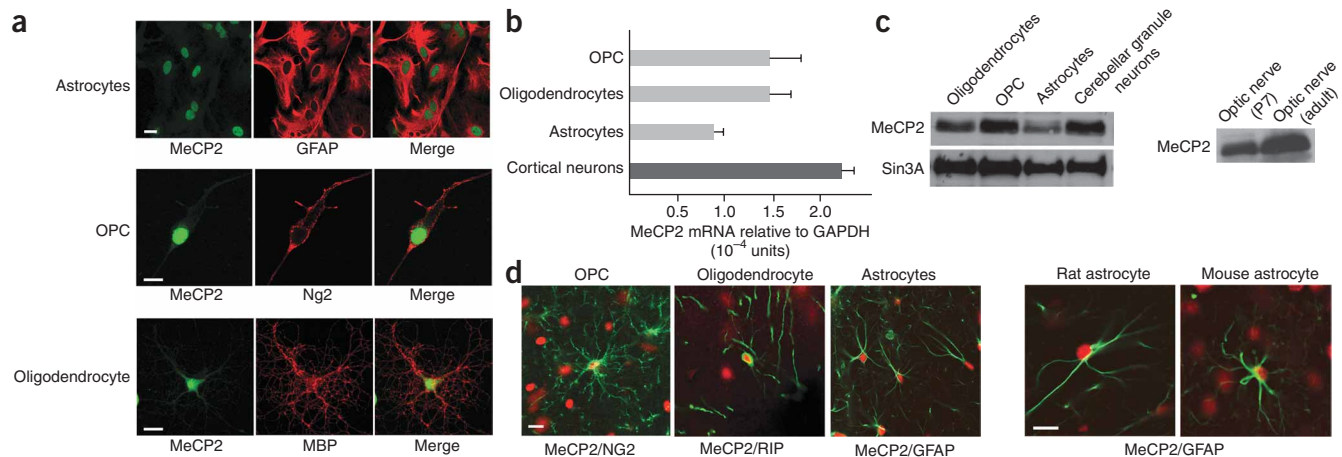 a
Astrocytes
MeCP2 GFAP Merge
OPC
MeCP2 Ng2 Merge
Oligodendrocyte
MeCP2 MBP Merge
b
OPC
Oligodendrocytes
Astrocytes
Cortical neurons
0.5 1.0 1.5 2.0
MeCP2 mRNA relative to GAPDH
(10⁻⁴ units)
c
Oligodendrocytes
OPC
Astrocytes
Cerebellar granule
neurons
MeCP2
Sin3A
Optic nerve
(P7)
Optic nerve
(adult)
MeCP2
d
OPC Oligodendrocyte Astrocytes Rat astrocyte Mouse astrocyte
MeCP2/NG2 MeCP2/RIP MeCP2/GFAP MeCP2/GFAP